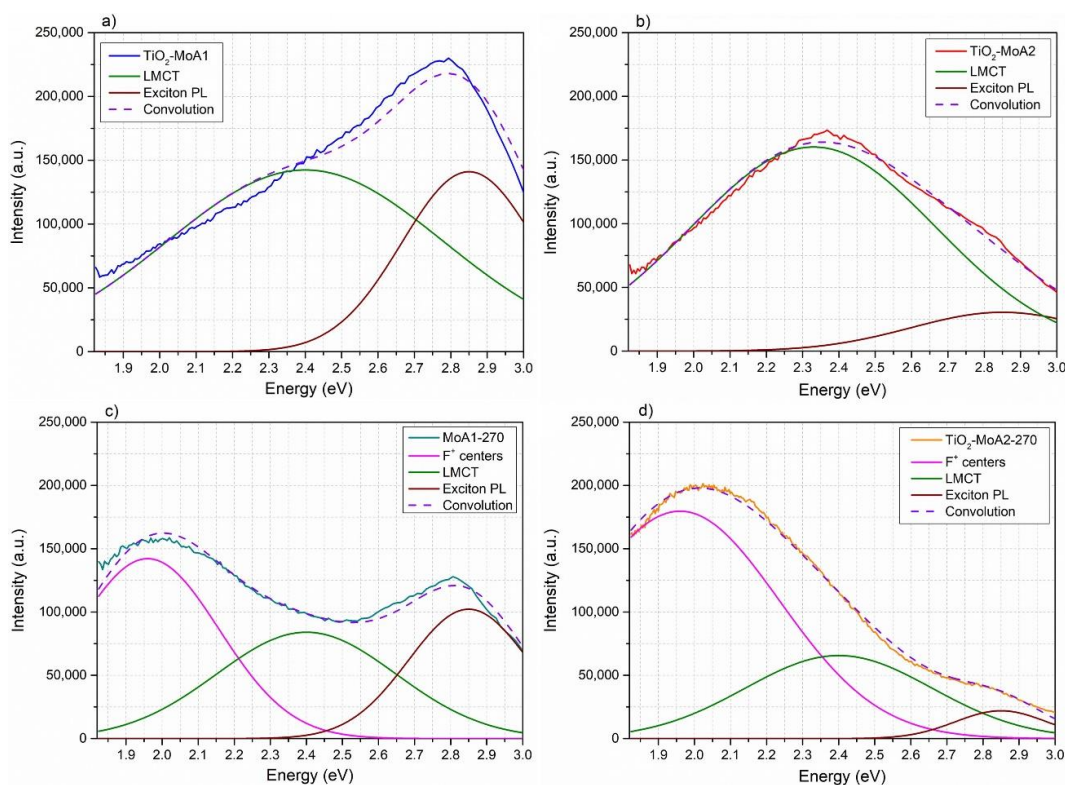 a)
250,000
200,000
150,000
100,000
50,000
0
Intensity (a.u.)
TiO₂-MoA1
LMCT
Exciton PL
Convolution
1.9 2.0 2.1 2.2 2.3 2.4 2.5 2.6 2.7 2.8 2.9 3.0
Energy (eV)
b)
250,000
200,000
150,000
100,000
50,000
0
Intensity (a.u.)
TiO₂-MoA2
LMCT
Exciton PL
Convolution
1.9 2.0 2.1 2.2 2.3 2.4 2.5 2.6 2.7 2.8 2.9 3.0
Energy (eV)
c)
250,000
200,000
150,000
100,000
50,000
0
Intensity (a.u.)
MoA1-270
F⁺ centers
LMCT
Exciton PL
Convolution
1.9 2.0 2.1 2.2 2.3 2.4 2.5 2.6 2.7 2.8 2.9 3.0
Energy (eV)
d)
250,000
200,000
150,000
100,000
50,000
0
Intensity (a.u.)
TiO₂-MoA2-270
F⁺ centers
LMCT
Exciton PL
Convolution
1.9 2.0 2.1 2.2 2.3 2.4 2.5 2.6 2.7 2.8 2.9 3.0
Energy (eV)